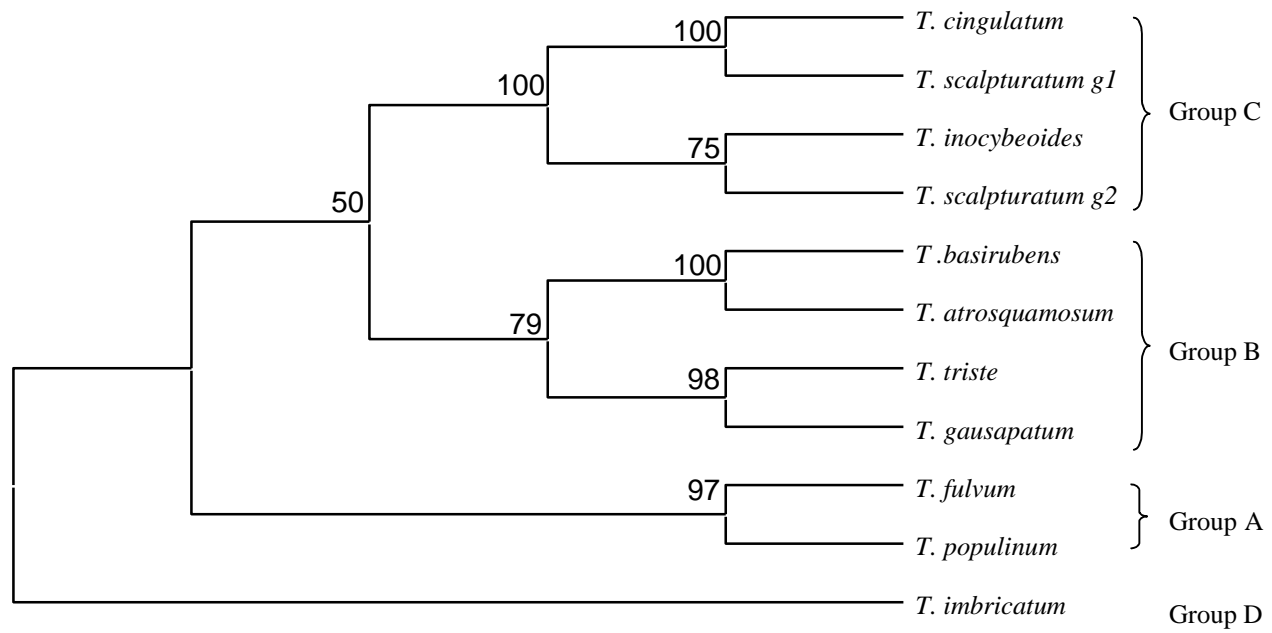 100
T. cingulatum
100
T. scalpturatum g1
Group C
75
T. inocybeoides
50
T. scalpturatum g2
100
T .basirubens
79
T. atrosquamosum
Group B
98
T. triste
T. gausapatum
97
T. fulvum
Group A
T. populinum
T. imbricatum
Group D